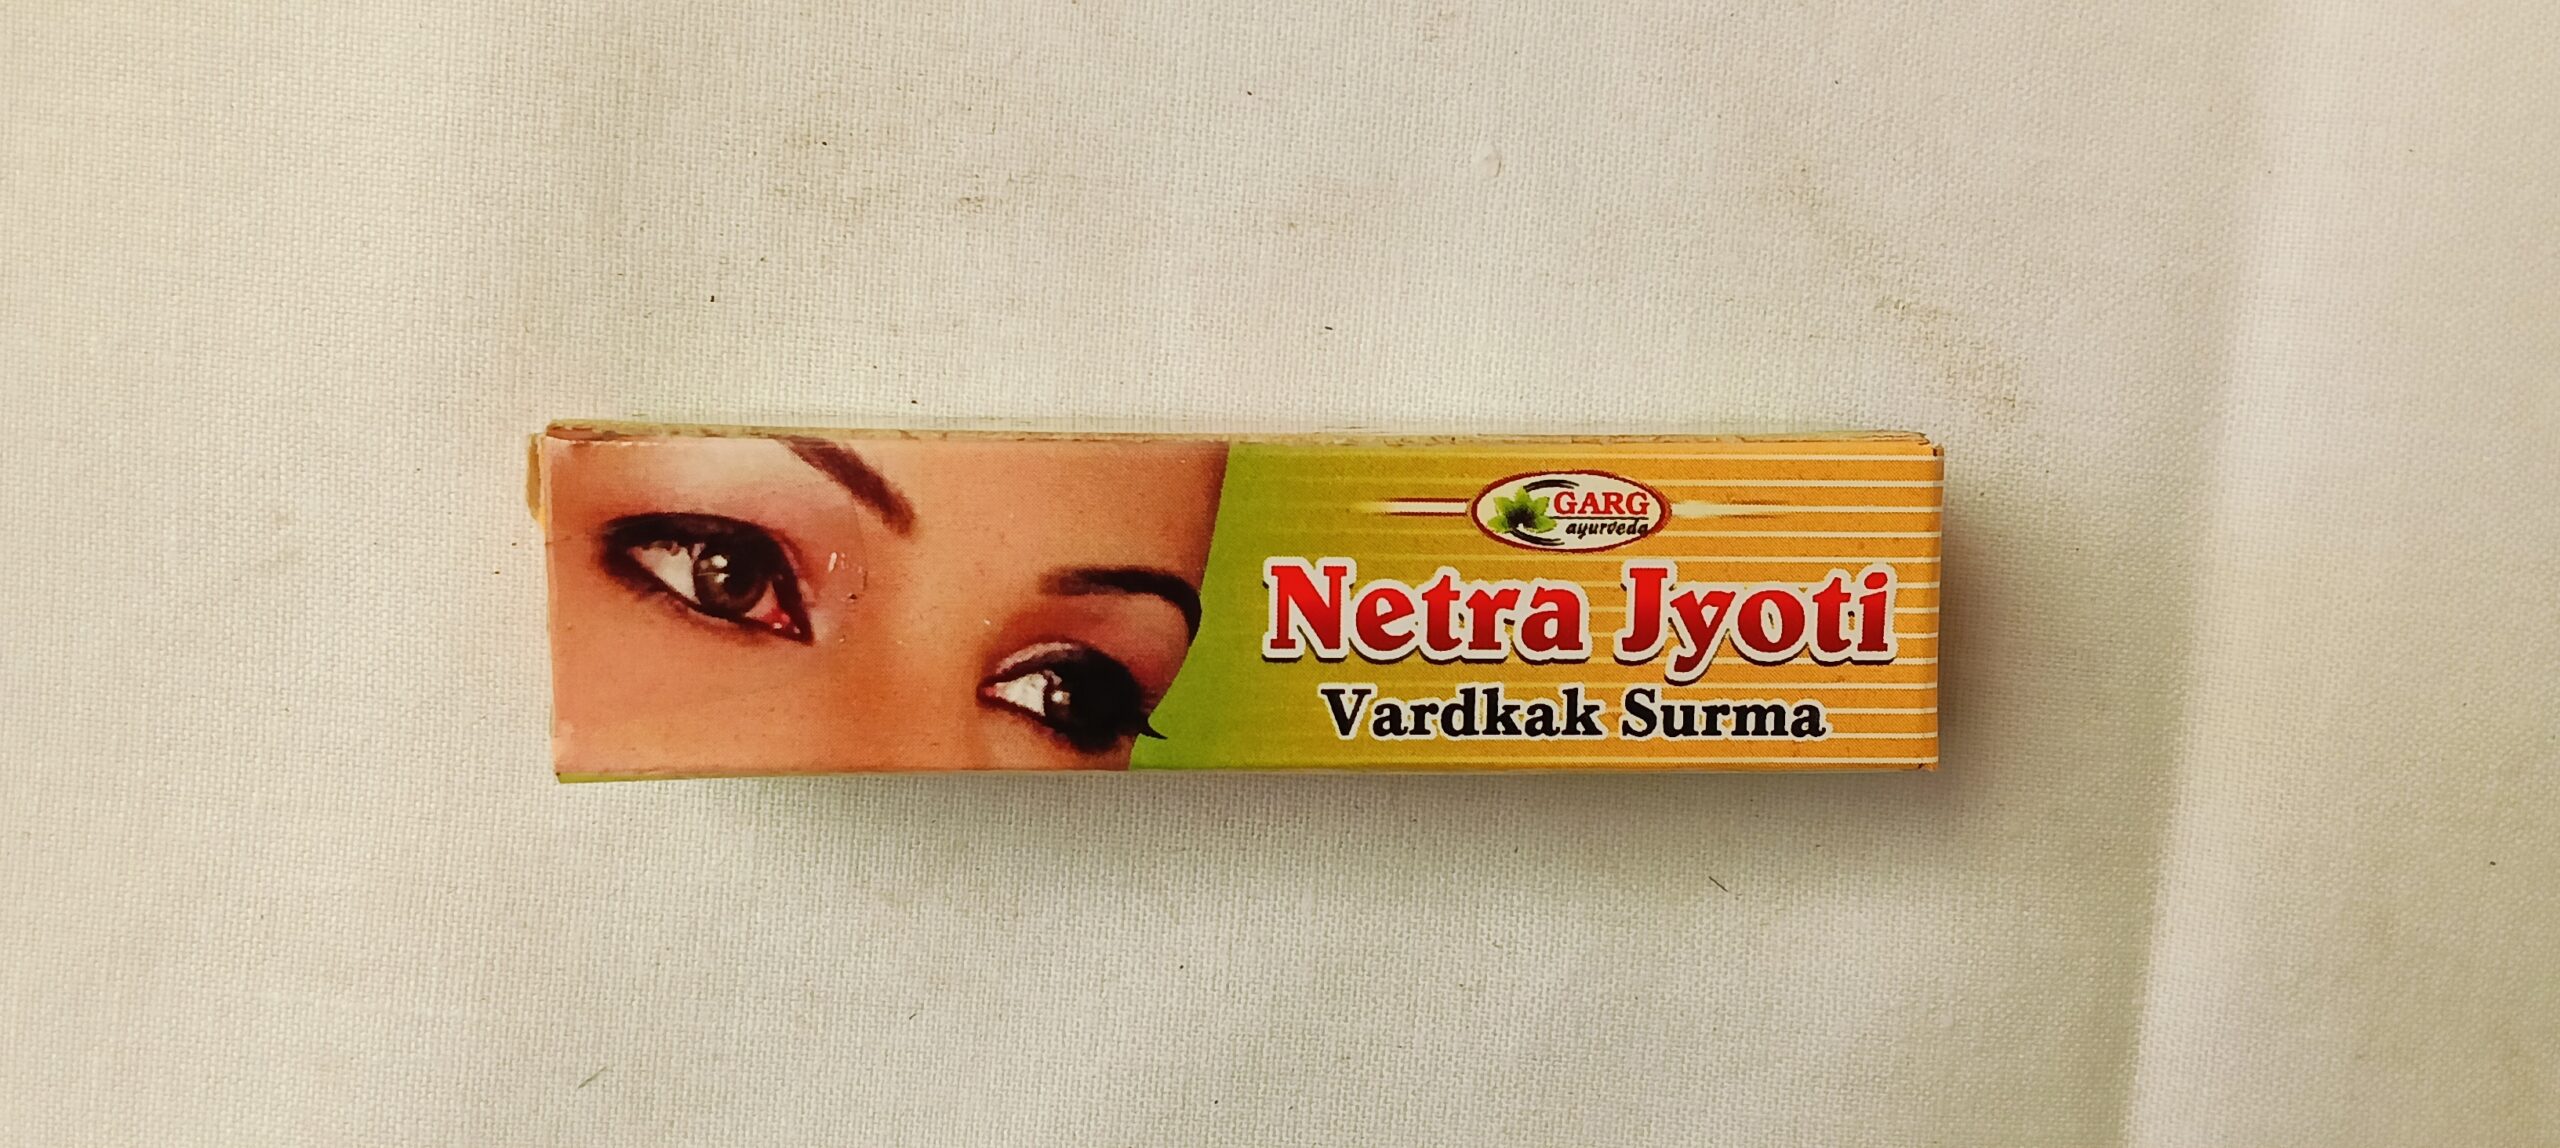 GARG
ayurveda
Netra Jyoti
Vardkak Surma